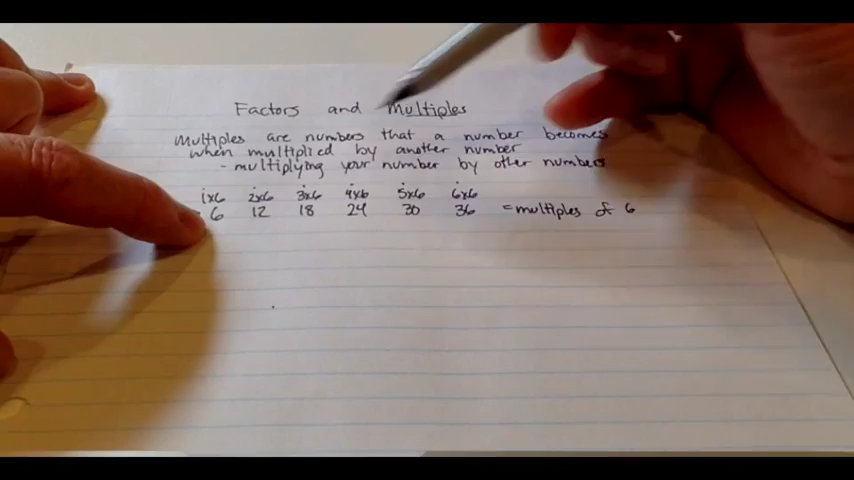 Factors and Multiples
Multiples are numbers that a number becomes
when multiplied by another number
- multiplying your number by other numbers
1x6 2x6 3x6 4x6 5x6 6x6
6 12 18 24 30 36 = multiples of 6